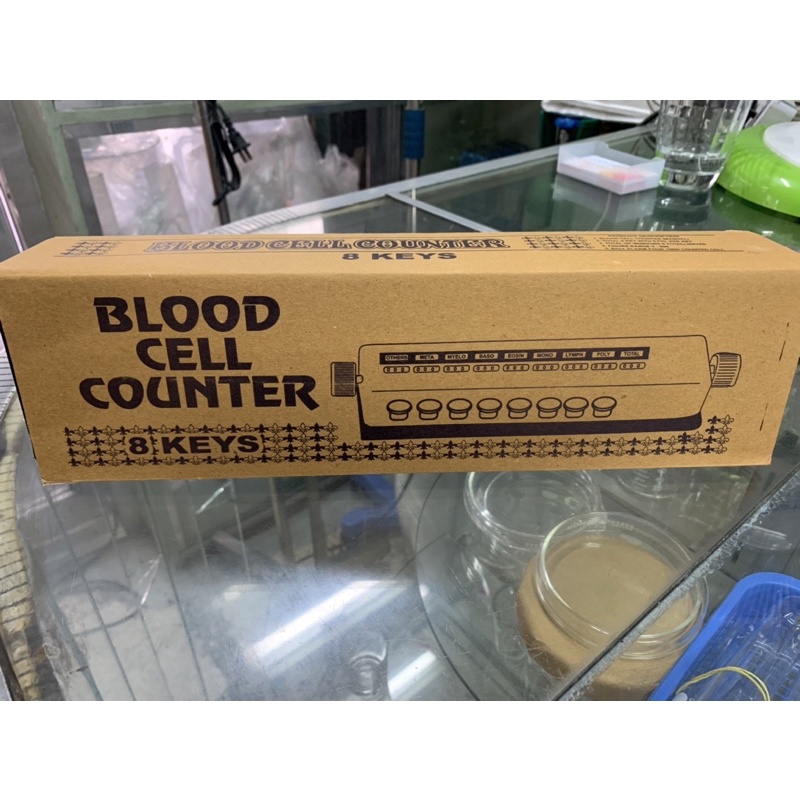 BLOOD CELL COUNTER
8 KEYS
BLOOD
CELL
COUNTER
8 KEYS
OTHERS META MYELO BASO EOSIN MONO LYMPH POLY TOTAL